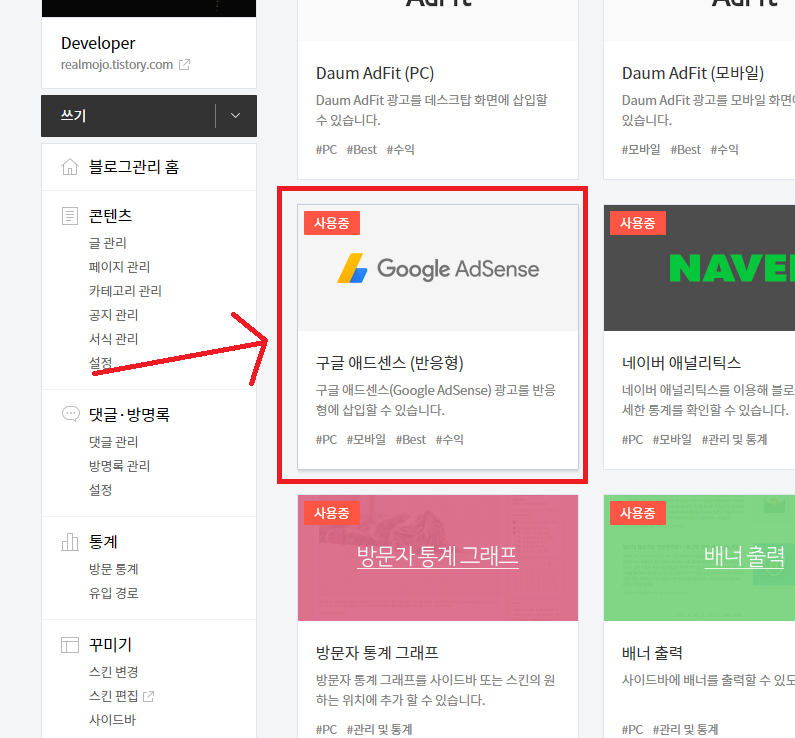 Developer
realmojo.tistory.com
쓰기
블로그관리 홈
콘텐츠
글 관리
페이지 관리
카테고리 관리
공지 관리
서식 관리
설정
댓글·방명록
댓글 관리
방명록 관리
설정
통계
방문 통계
유입 경로
꾸미기
스킨 변경
스킨 편집
사이드바
Daum AdFit (PC)
Daum AdFit 광고를 데스크탑 화면에 삽입할
수 있습니다.
#PC #Best #수익
Daum AdFit (모바일)
Daum AdFit 광고를 모바일 화면
있습니다.
#모바일 #Best #수익
사용중
Google AdSense
구글 애드센스 (반응형)
구글 애드센스(Google AdSense) 광고를 반응
형에 삽입할 수 있습니다.
#PC #모바일 #Best #수익
사용중
NAVE
네이버 애널리틱스
네이버 애널리틱스를 이용해 블로
세한 통계를 확인할 수 있습니다.
#PC #모바일 #관리 및 통계
사용중
방문자 통계 그래프
방문자 통계 그래프
방문자 통계 그래프를 사이드바 또는 스킨의 원
하는 위치에 추가 할 수 있습니다.
#PC #관리 및 통계
사용중
배너 출력
배너 출력
사이드바에 배너를 출력할 수 있도
#PC #관리 및 통계